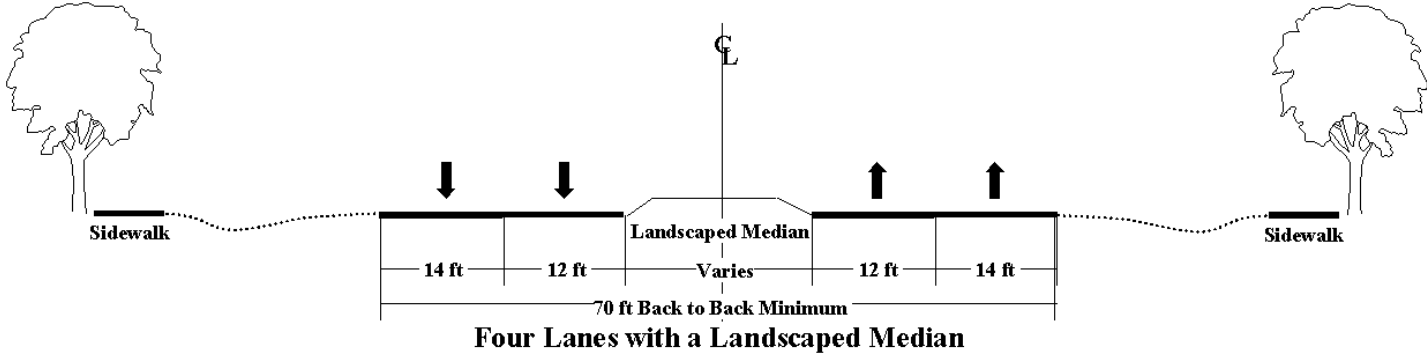 CL
Sidewalk
Landscaped Median
Sidewalk
14 ft 12 ft Varies 12 ft 14 ft
70 ft Back to Back Minimum
Four Lanes with a Landscaped Median